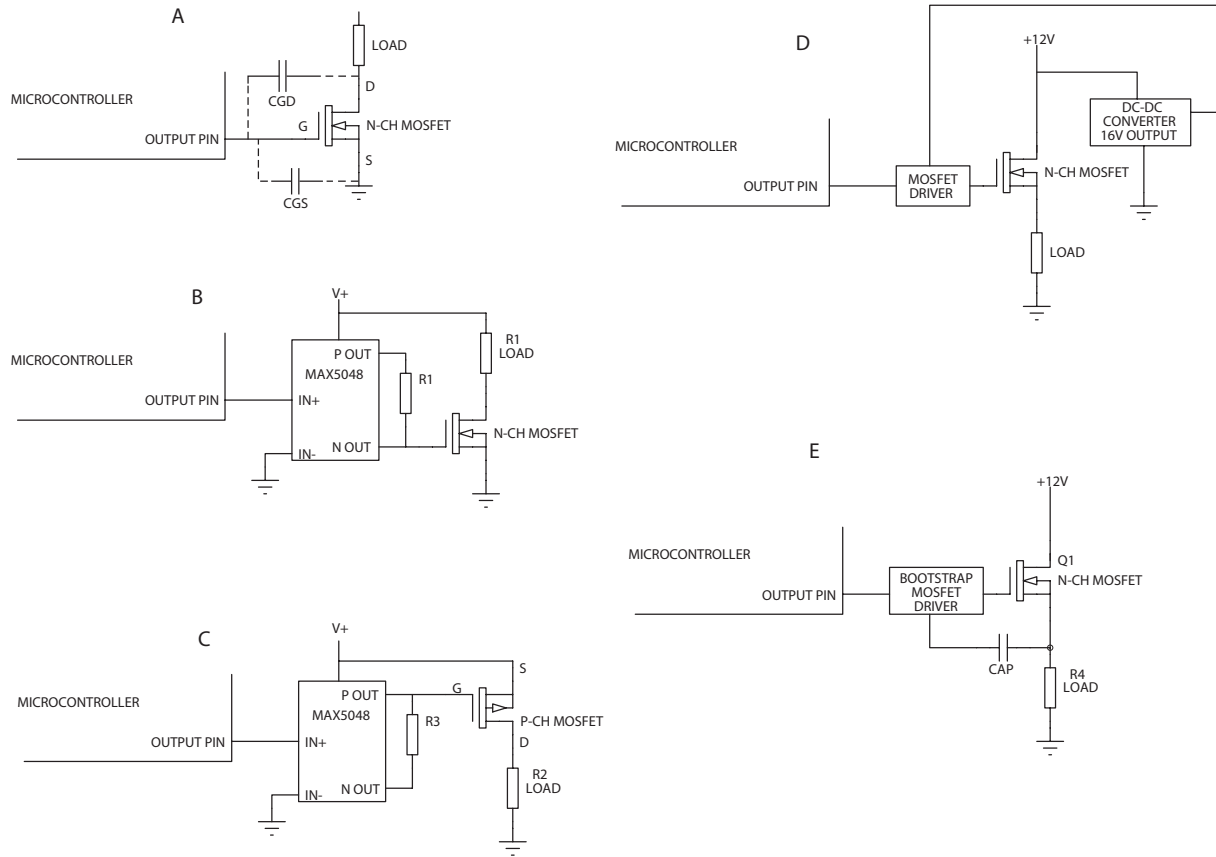 A
LOAD
D
CGD
MICROCONTROLLER
G
N-CH MOSFET
OUTPUT PIN
S
CGS
B
V+
R1
LOAD
P OUT
MAX5048
R1
MICROCONTROLLER
OUTPUT PIN
IN+
N-CH MOSFET
N OUT
IN-
C
V+
S
P OUT
G
MAX5048
R3
P-CH MOSFET
MICROCONTROLLER
OUTPUT PIN
IN+
D
R2
LOAD
N OUT
IN-
D
+12V
DC-DC
CONVERTER
16V OUTPUT
MICROCONTROLLER
OUTPUT PIN
MOSFET
DRIVER
N-CH MOSFET
LOAD
E
+12V
MICROCONTROLLER
Q1
N-CH MOSFET
OUTPUT PIN
BOOTSTRAP
MOSFET
DRIVER
CAP
R4
LOAD